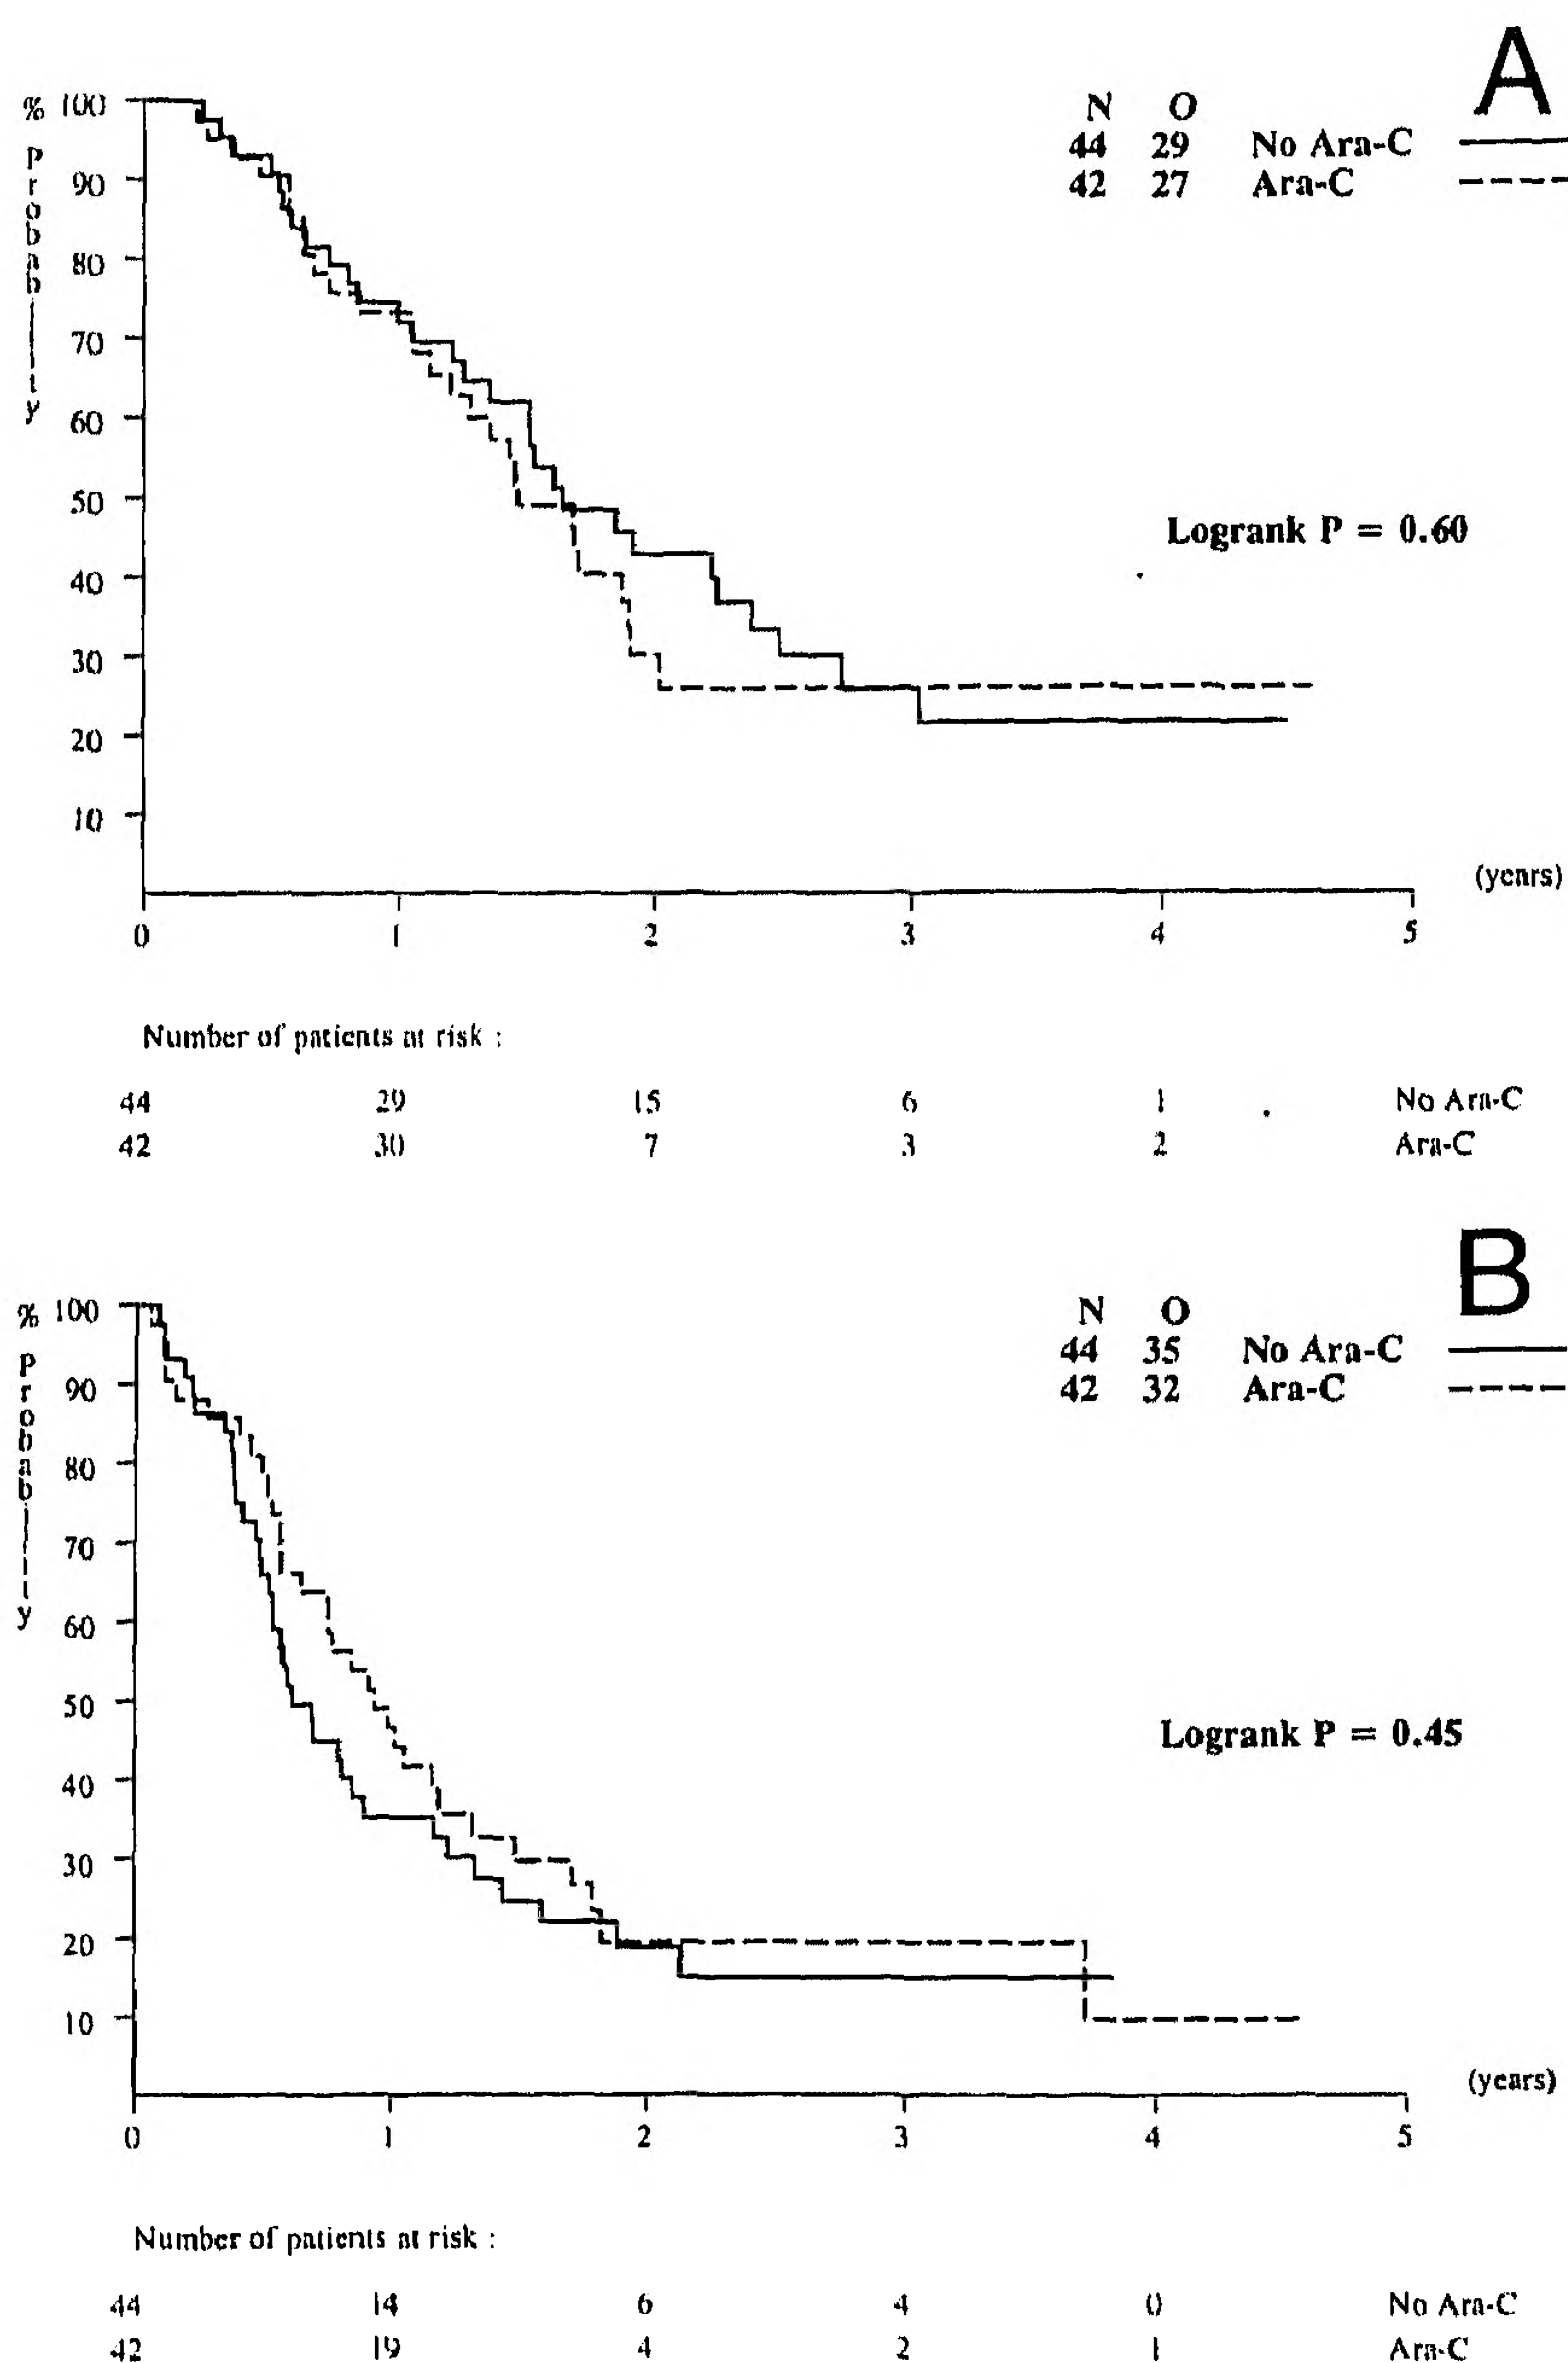 A
N O
44 29 No Ara-C
42 27 Ara-C
% Probability
100
90
80
70
60
50
40
30
20
10
Logrank P = 0.60
(years)
0 1 2 3 4 5
Number of patients at risk :
44 29 15 6 1 No Ara-C
42 30 7 3 2 Ara-C
B
N O
44 35 No Ara-C
42 32 Ara-C
% Probability
100
90
80
70
60
50
40
30
20
10
Logrank P = 0.45
(years)
0 1 2 3 4 5
Number of patients at risk :
44 14 6 4 0 No Ara-C
42 19 4 2 1 Ara-C